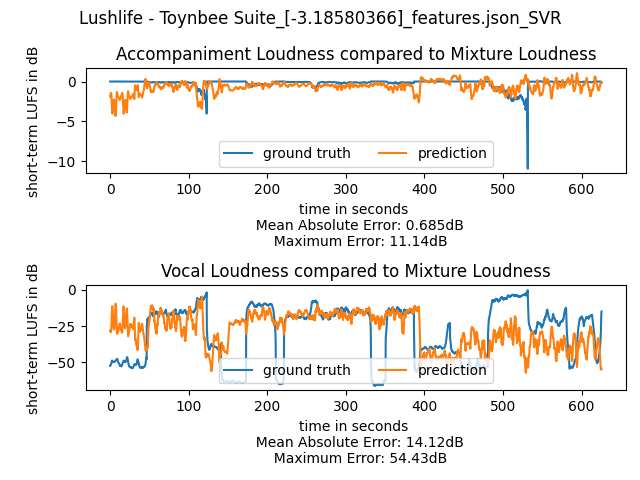 Lushlife - Toynbee Suite_[-3.18580366]_features.json_SVR
Accompaniment Loudness compared to Mixture Loudness
short-term LUFS in dB
0
−5
−10
ground truth
prediction
0 100 200 300 400 500 600
time in seconds
Mean Absolute Error: 0.685dB
Maximum Error: 11.14dB
Vocal Loudness compared to Mixture Loudness
short-term LUFS in dB
0
−25
−50
ground truth
prediction
0 100 200 300 400 500 600
time in seconds
Mean Absolute Error: 14.12dB
Maximum Error: 54.43dB